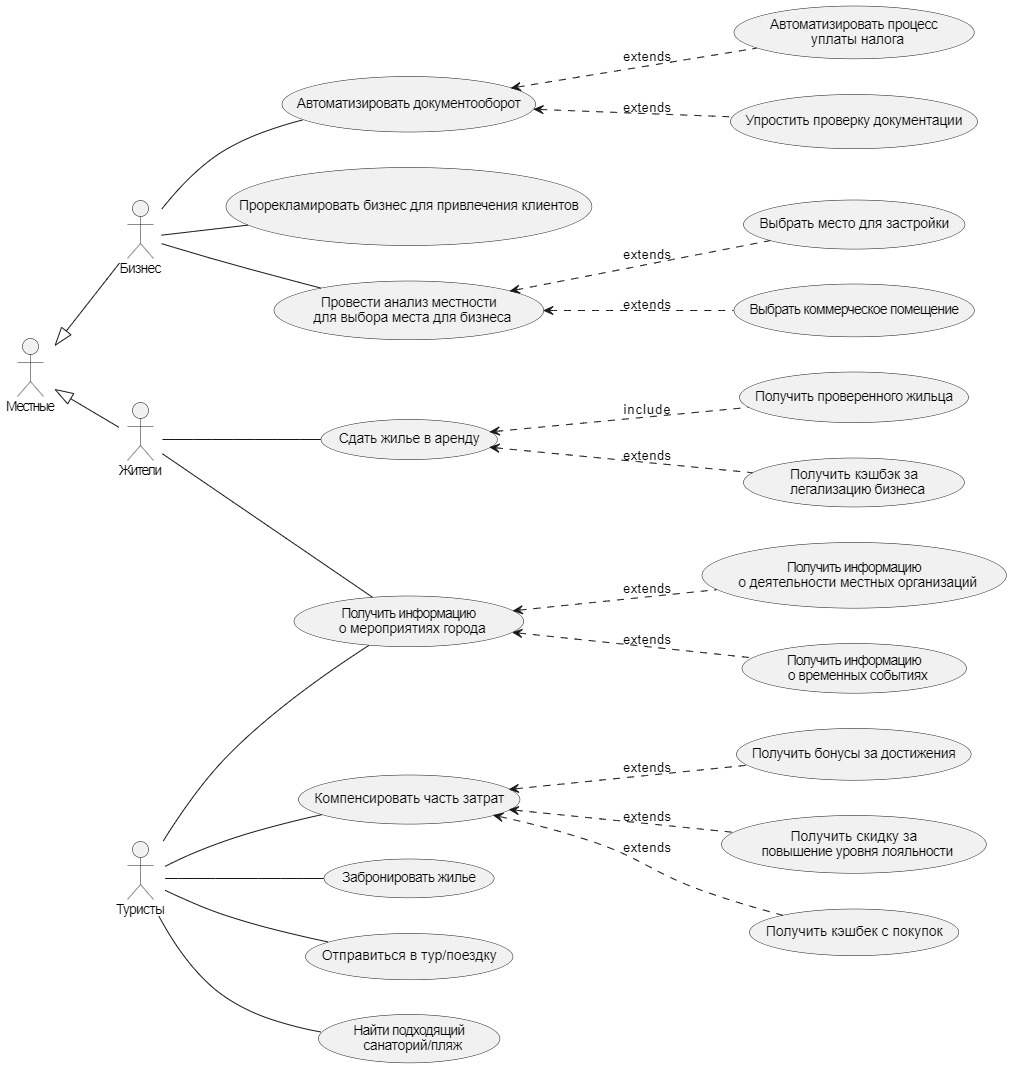 Автоматизировать процесс
уплаты налога
extends
Автоматизировать документооборот
extends
Упростить проверку документации
Прорекламировать бизнес для привлечения клиентов
Выбрать место для застройки
extends
Бизнес
Провести анализ местности
для выбора места для бизнеса
extends
Выбрать коммерческое помещение
Местные
Получить проверенного жильца
include
Сдать жилье в аренду
extends
Жители
Получить кэшбэк за
легализацию бизнеса
Получить информацию
о деятельности местных организаций
extends
Получить информацию
о мероприятиях города
extends
Получить информацию
о временных событиях
Получить бонусы за достижения
extends
Компенсировать часть затрат
extends
Получить скидку за
повышение уровня лояльности
extends
Забронировать жилье
Туристы
Получить кэшбек с покупок
Отправиться в тур/поездку
Найти подходящий
санаторий/пляж